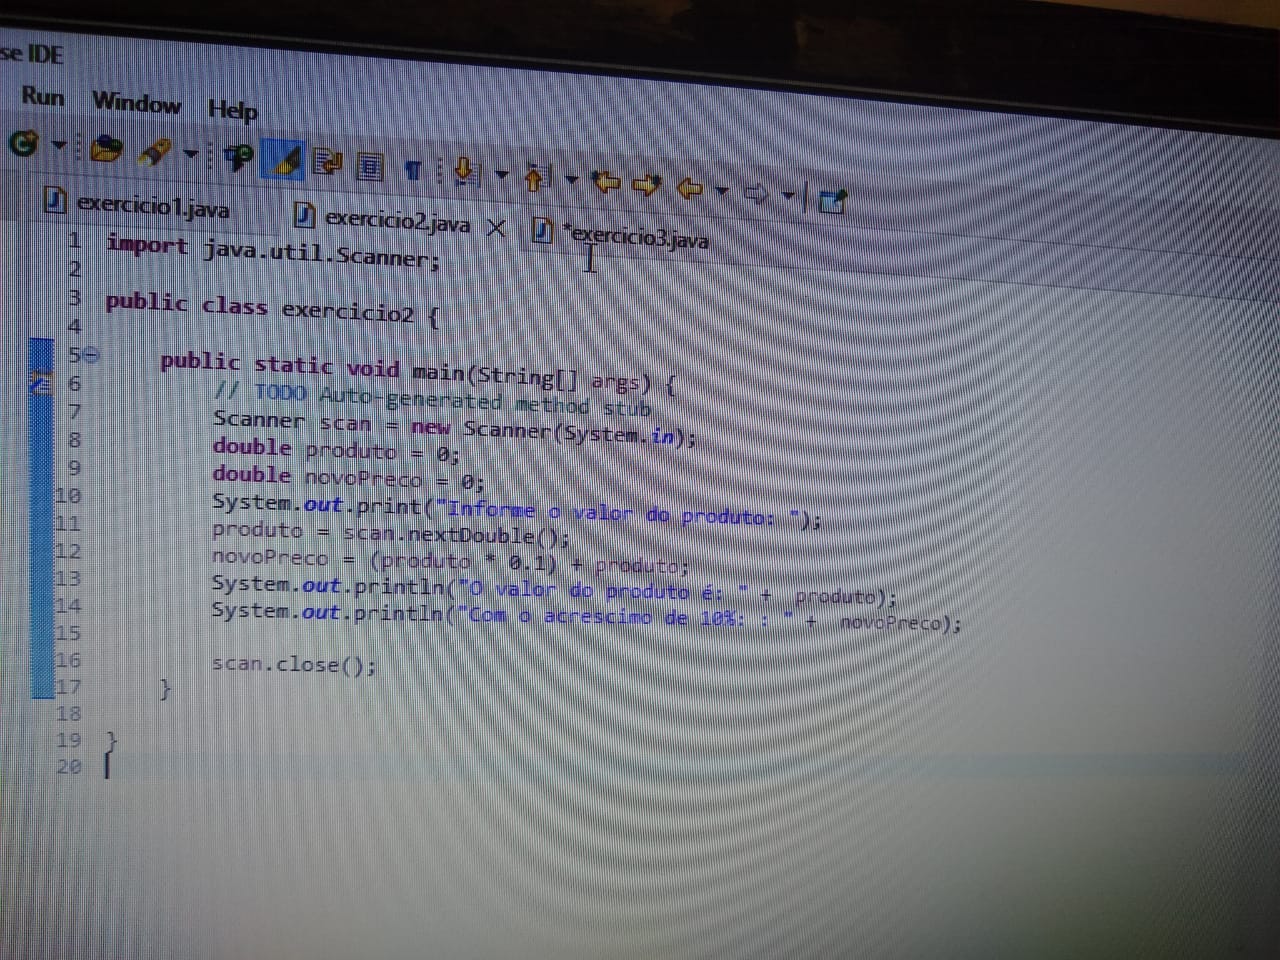 se IDE
Run Window Help
exercicio1.java exercicio2.java *exercicio3.java
1 import java.util.Scanner;
2
3 public class exercicio2 {
4
5 public static void main(String[] args) {
6 // TODO Auto-generated method stub
7 Scanner scan = new Scanner(System.in);
8 double produto = 0;
9 double novoPreco = 0;
10 System.out.print("Informe o valor do produto: ");
11 produto = scan.nextDouble();
12 novoPreco = (produto * 0.1) + produto;
13 System.out.println("O valor do produto é: " + produto);
14 System.out.println("Com o acrescimo de 10%: : " + novoPreco);
15
16 scan.close();
17 }
18
19 }
20